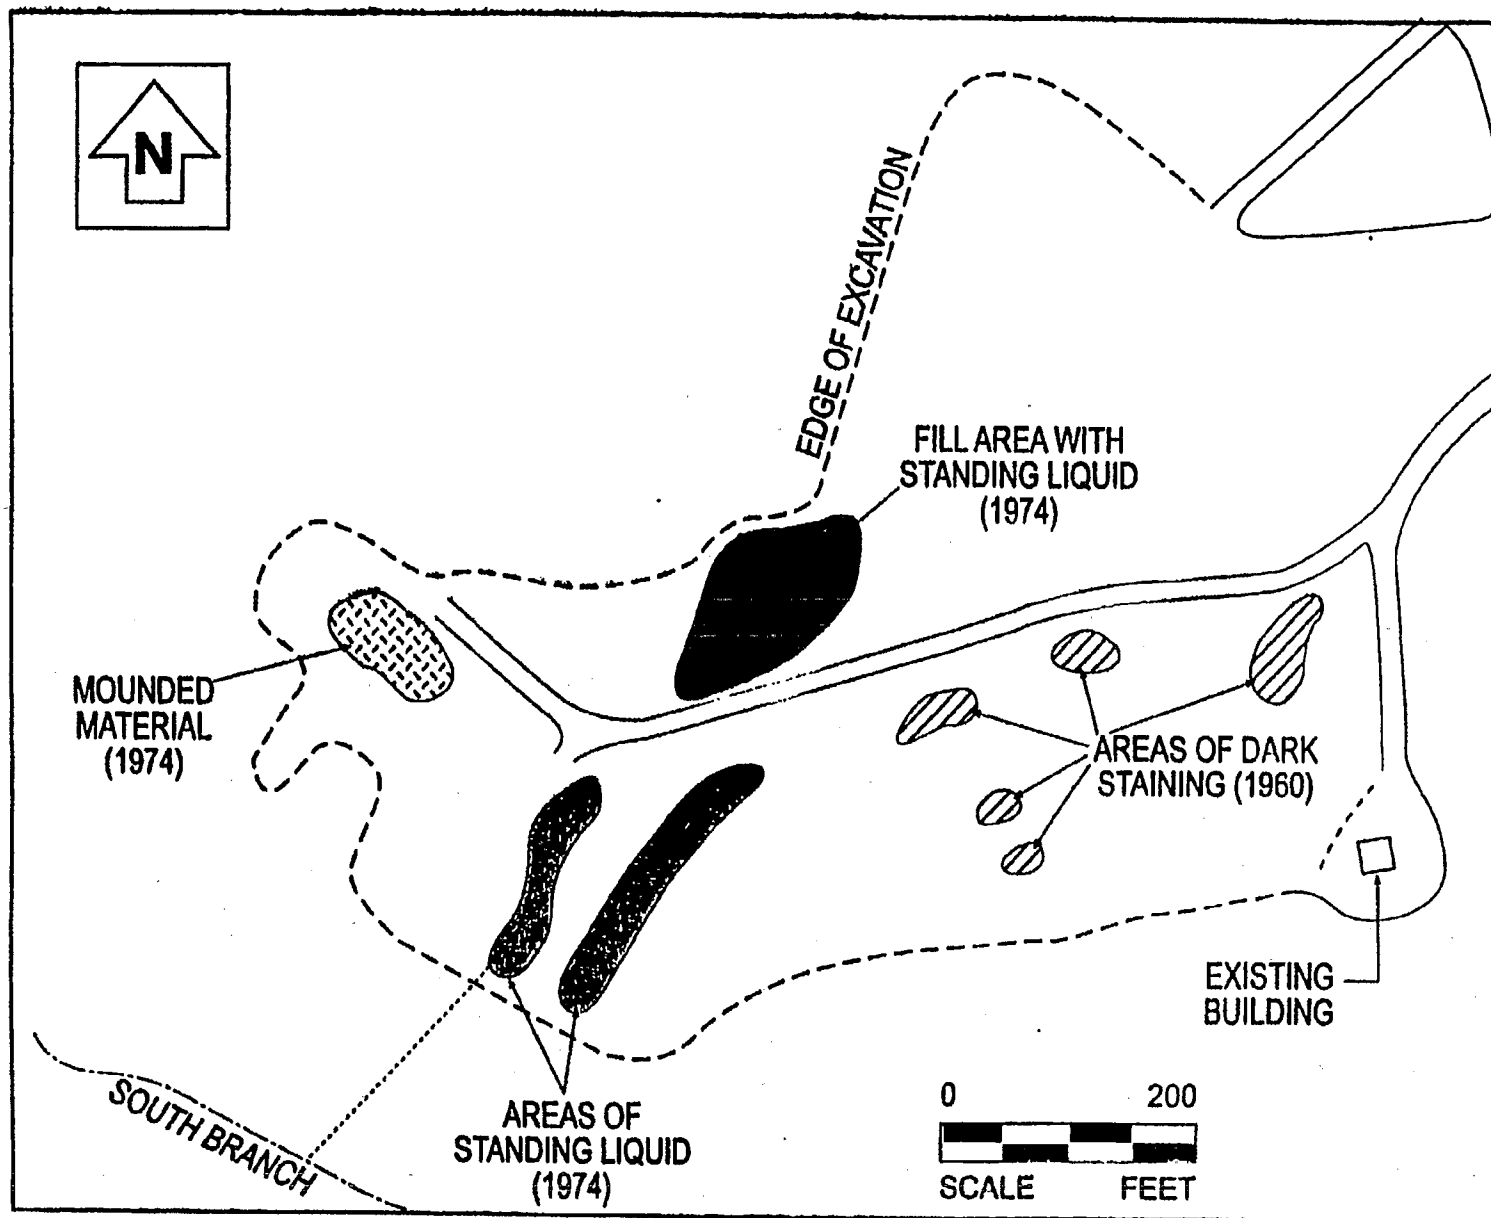 N
EDGE OF EXCAVATION
FILL AREA WITH
STANDING LIQUID
(1974)
MOUNDED
MATERIAL
(1974)
AREAS OF DARK
STAINING (1960)
EXISTING
BUILDING
SOUTH BRANCH
AREAS OF
STANDING LIQUID
(1974)
0 200
SCALE FEET